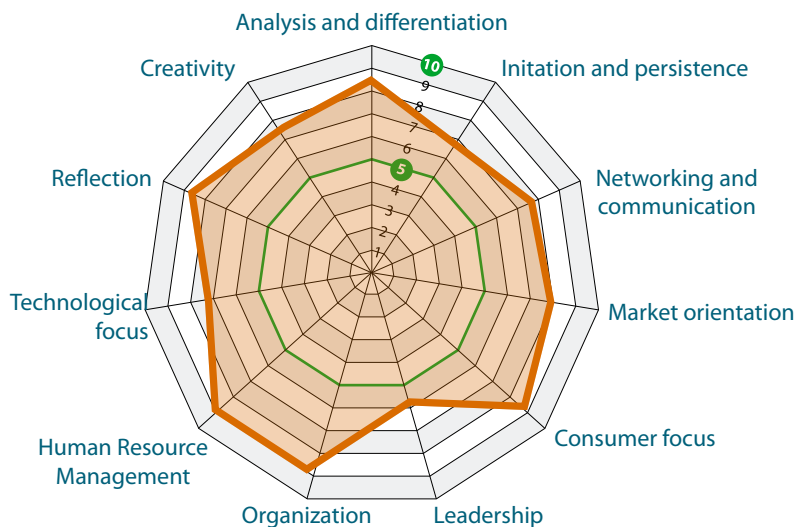 Analysis and differentiation
Creativity
10
Initation and persistence
9
8
7
6
Reflection
5
Networking and
communication
4
3
2
1
Technological
focus
Market orientation
Human Resource
Management
Consumer focus
Organization
Leadership